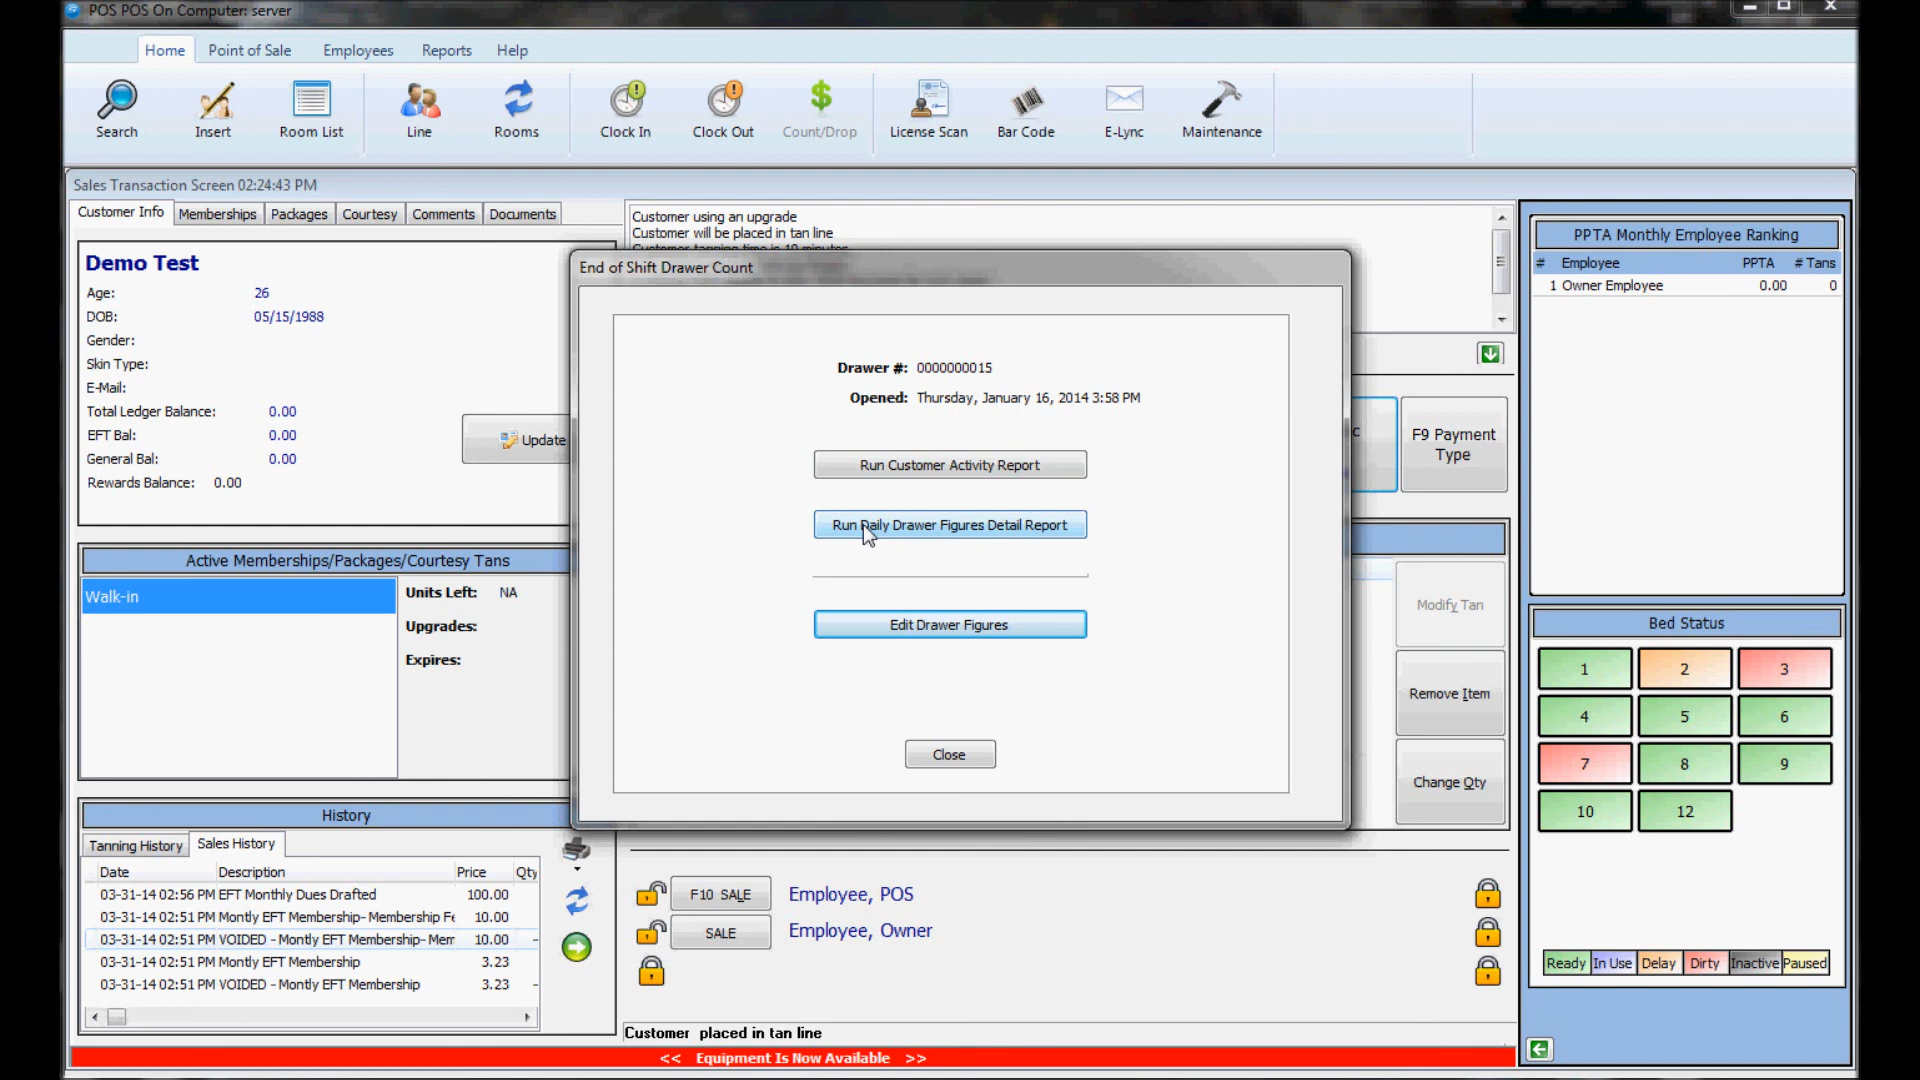 POS POS On Computer: server
Home Point of Sale Employees Reports Help
Search Insert Room List Line Rooms Clock In Clock Out Count/Drop License Scan Bar Code E-Lync Maintenance
Sales Transaction Screen 02:24:43 PM
Customer Info Memberships Packages Courtesy Comments Documents
Demo Test
Age: 26
DOB: 05/15/1988
Gender:
Skin Type:
E-Mail:
Total Ledger Balance: 0.00
EFT Bal: 0.00
General Bal: 0.00
Rewards Balance: 0.00
Update
Active Memberships/Packages/Courtesy Tans
Walk-in
Units Left: NA
Upgrades:
Expires:
History
Tanning History Sales History
Date Description Price Qty
03-31-14 02:56 PM EFT Monthly Dues Drafted 100.00
03-31-14 02:51 PM Montly EFT Membership- Membership Fe 10.00
03-31-14 02:51 PM VOIDED - Montly EFT Membership- Mem 10.00 -
03-31-14 02:51 PM Montly EFT Membership 3.23
03-31-14 02:51 PM VOIDED - Montly EFT Membership 3.23 -
Customer using an upgrade
Customer will be placed in tan line
Customer tanning time is 10 minutes
End of Shift Drawer Count
Drawer #: 0000000015
Opened: Thursday, January 16, 2014 3:58 PM
Run Customer Activity Report
Run Daily Drawer Figures Detail Report
Edit Drawer Figures
Close
F9 Payment
Type
Modify Tan
Remove Item
Change Qty
F10 SALE Employee, POS
SALE Employee, Owner
Customer placed in tan line
<< Equipment Is Now Available >>
PPTA Monthly Employee Ranking
# Employee PPTA # Tans
1 Owner Employee 0.00 0
Bed Status
1 2 3
4 5 6
7 8 9
10 12
Ready In Use Delay Dirty Inactive Paused